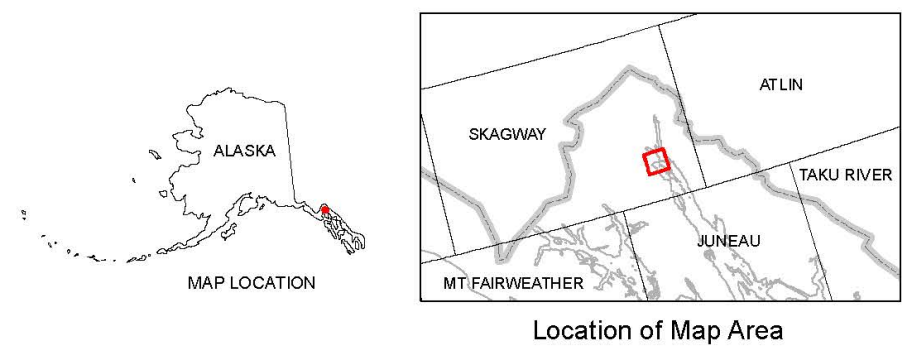 ALASKA
MAP LOCATION
ATLIN
SKAGWAY
TAKU RIVER
JUNEAU
MT FAIRWEATHER
Location of Map Area